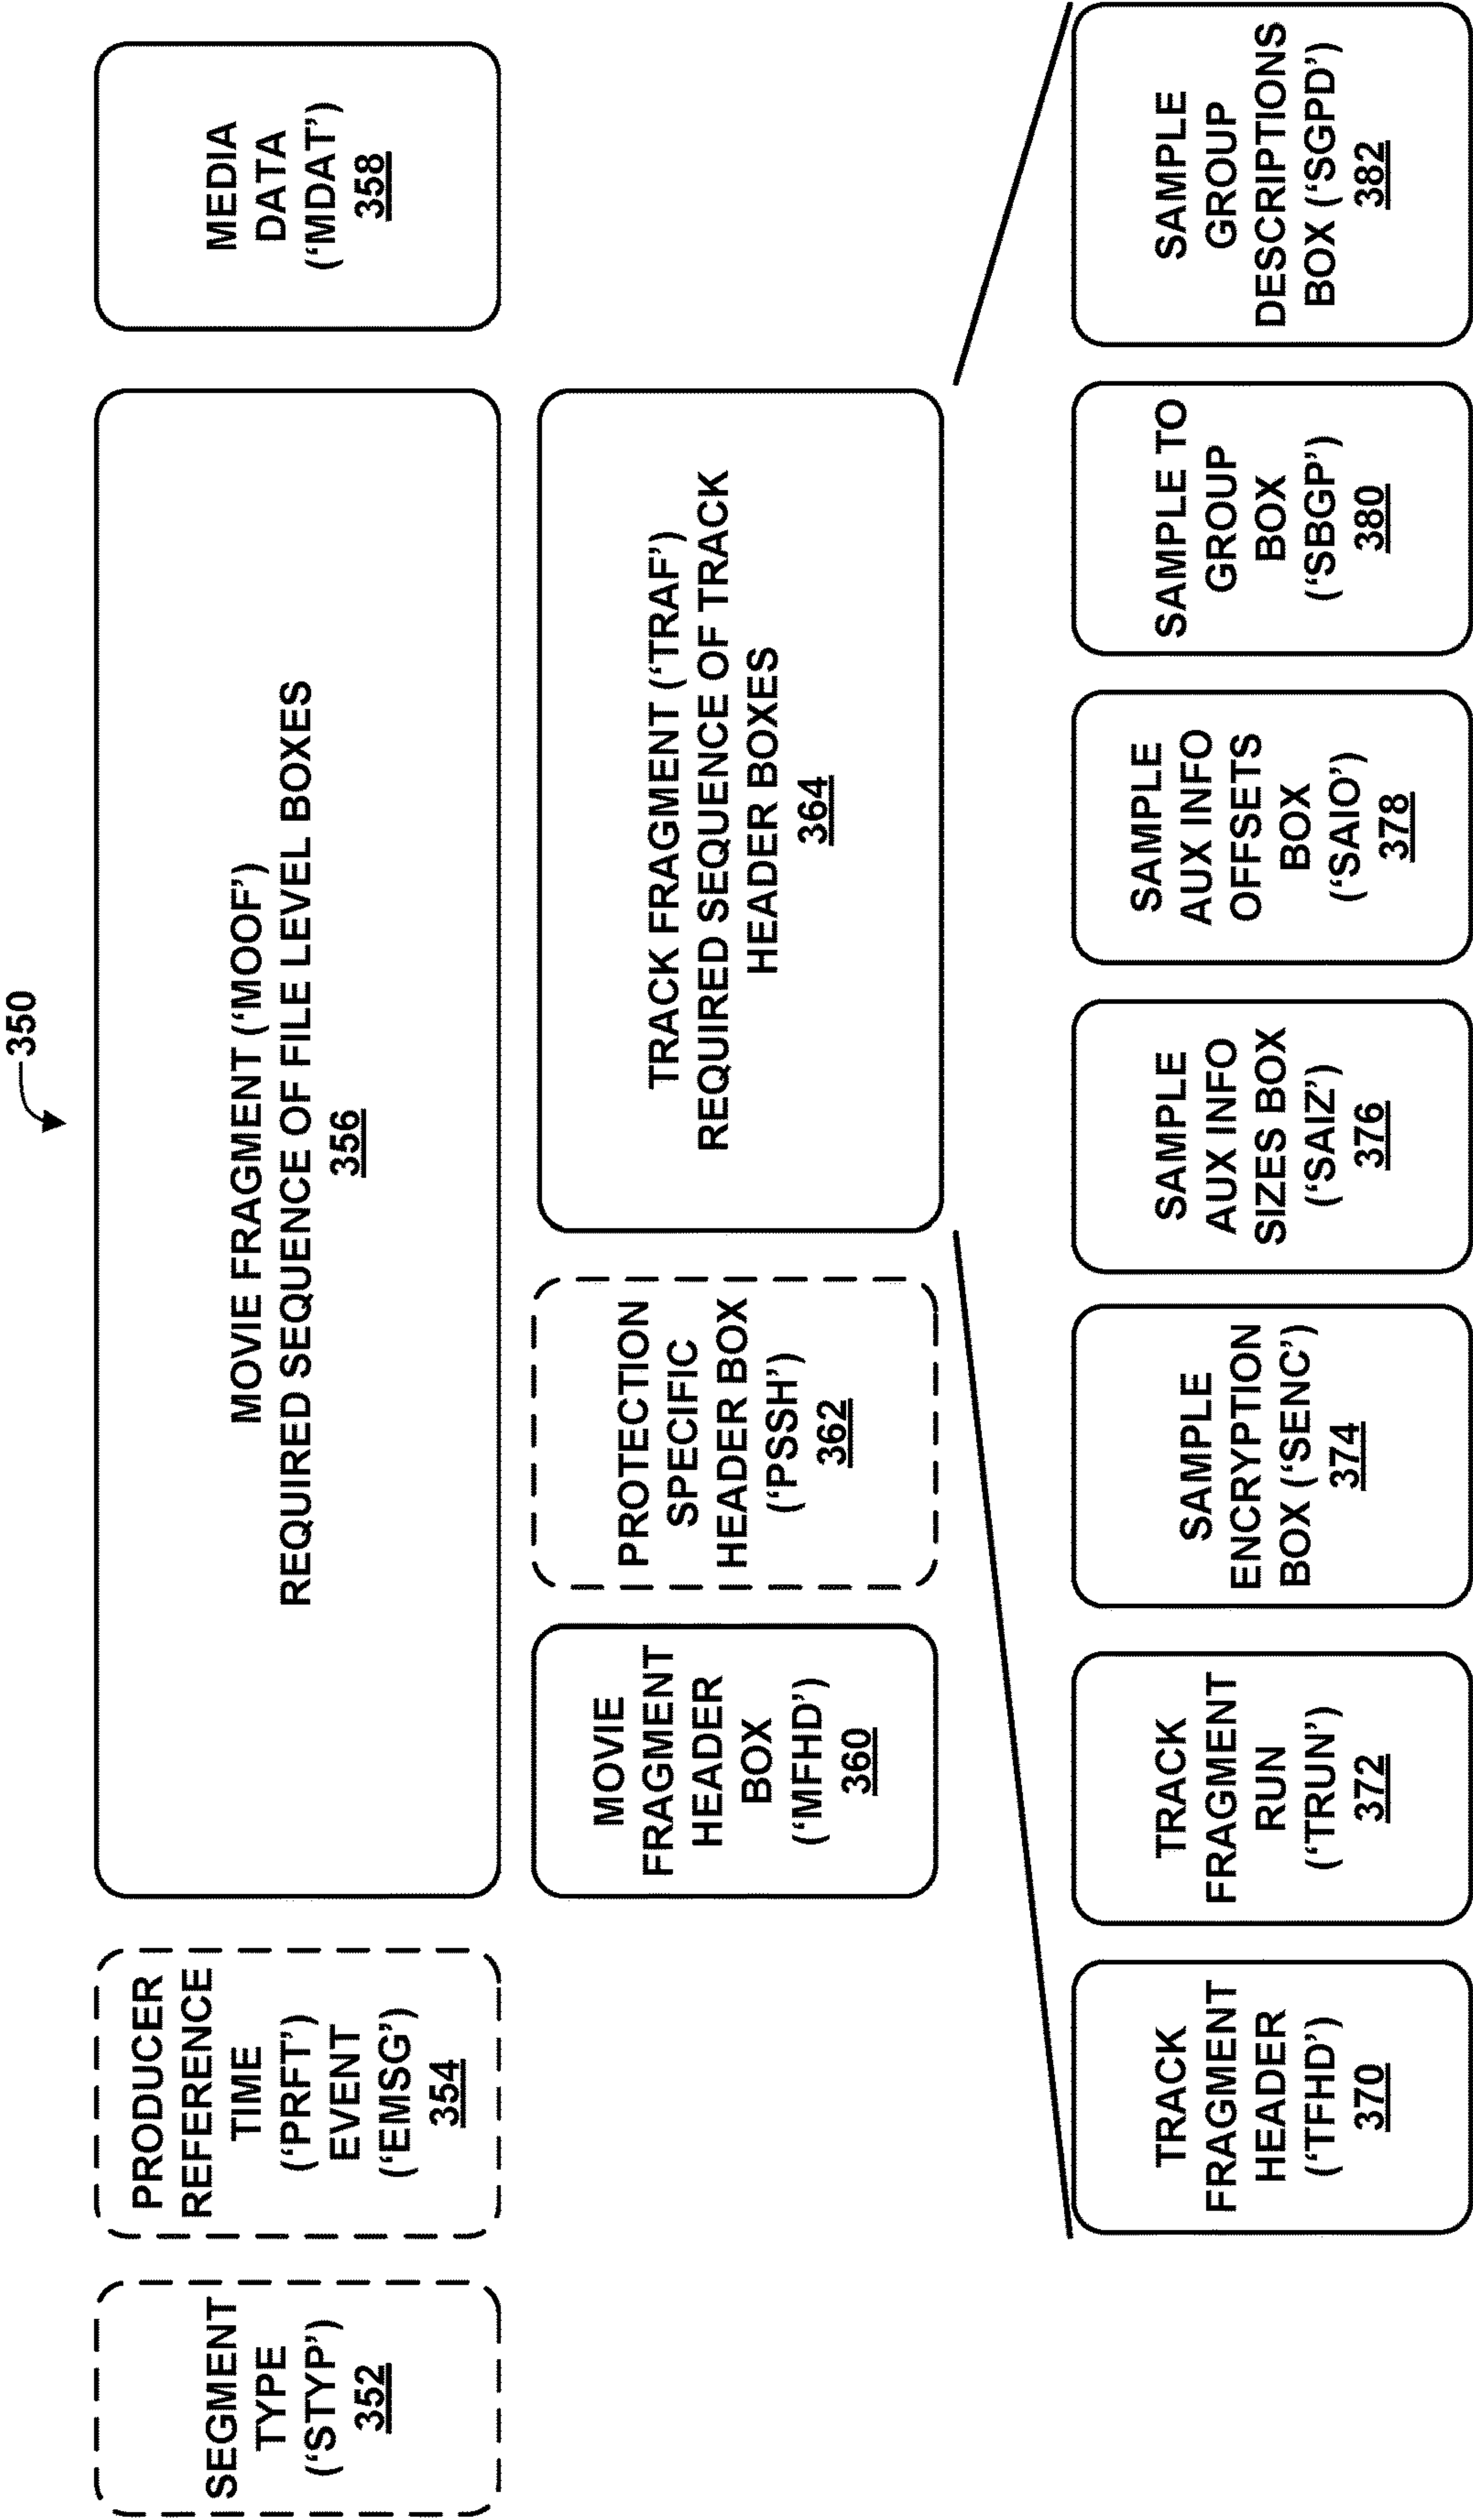 350
SEGMENT
TYPE
(‘STYP’)
352
PRODUCER
REFERENCE
TIME
(‘PRFT’)
EVENT
(‘EMSG’)
354
MOVIE FRAGMENT (‘MOOF’)
REQUIRED SEQUENCE OF FILE LEVEL BOXES
356
MEDIA
DATA
(‘MDAT’)
358
MOVIE
FRAGMENT
HEADER
BOX
(‘MFHD’)
360
PROTECTION
SPECIFIC
HEADER BOX
(‘PSSH’)
362
TRACK FRAGMENT (‘TRAF’)
REQUIRED SEQUENCE OF TRACK
HEADER BOXES
364
TRACK
FRAGMENT
HEADER
(‘TFHD’)
370
TRACK
FRAGMENT
RUN
(‘TRUN’)
372
SAMPLE
ENCRYPTION
BOX (‘SENC’)
374
SAMPLE
AUX INFO
SIZES BOX
(‘SAIZ’)
376
SAMPLE
AUX INFO
OFFSETS
BOX
(‘SAIO’)
378
SAMPLE TO
GROUP
BOX
(‘SBGP’)
380
SAMPLE
GROUP
DESCRIPTIONS
BOX (‘SGPD’)
382